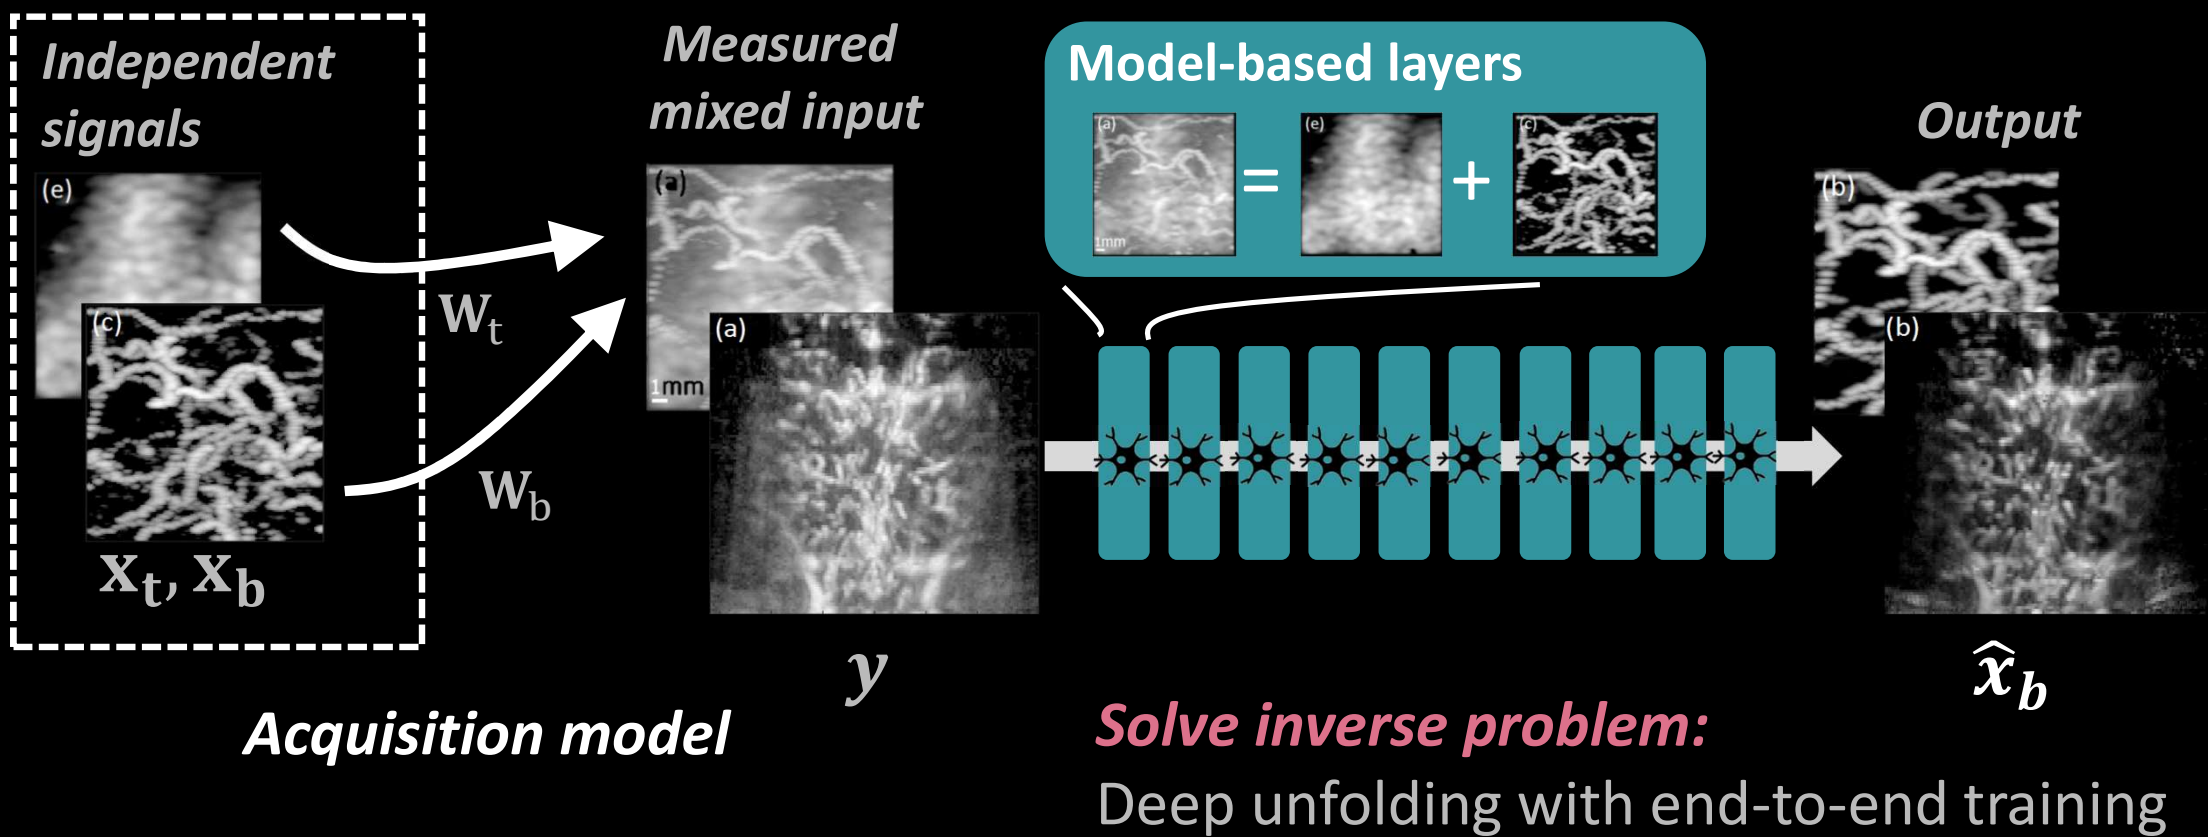 Independent
signals
(e)
(c)
xt, xb
Wt
Wb
Measured
mixed input
(a)
1mm
(a)
y
Acquisition model
Model-based layers
(a)
1mm
=
(e)
+
(c)
Output
(b)
(b)
x̂b
Solve inverse problem:
Deep unfolding with end-to-end training